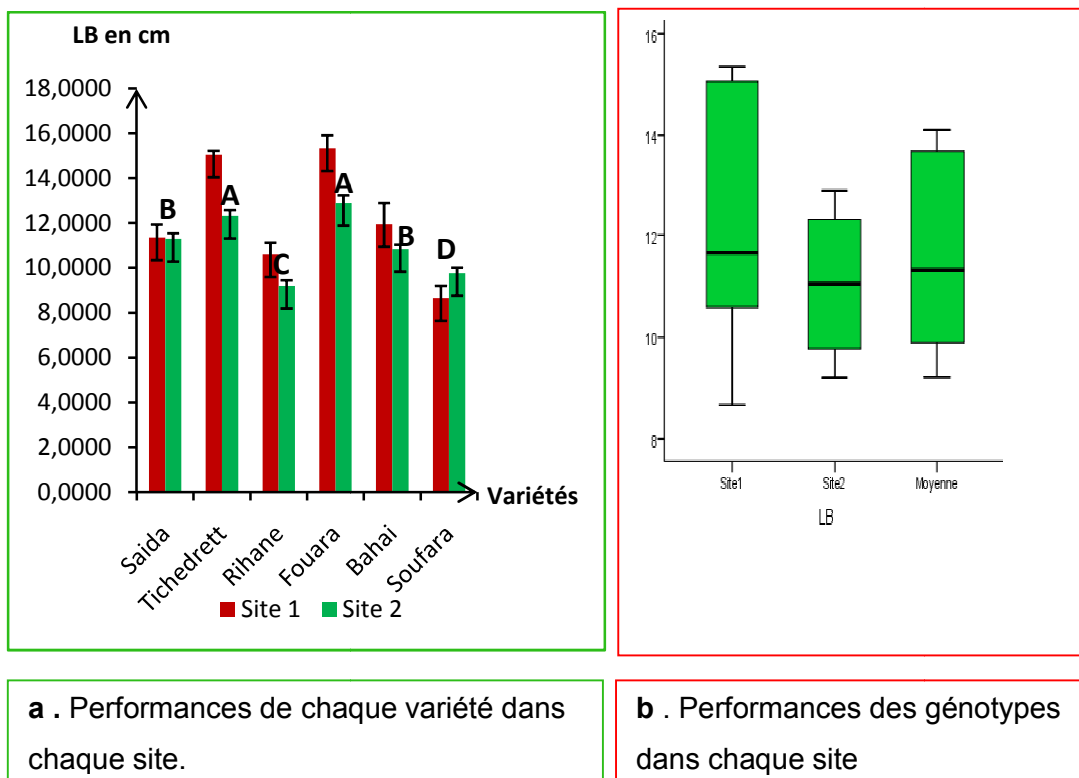 LB en cm
18,0000
16,0000
14,0000
12,0000
10,0000
8,0000
6,0000
4,0000
2,0000
0,0000
B
A
C
A
B
D
Variétés
Saida
Tichedrett
Rihane
Fouara
Bahai
Soufara
Site 1
Site 2
16
14
12
10
8
Site1
Site2
Moyenne
LB
a . Performances de chaque variété dans
chaque site.
b . Performances des génotypes
dans chaque site